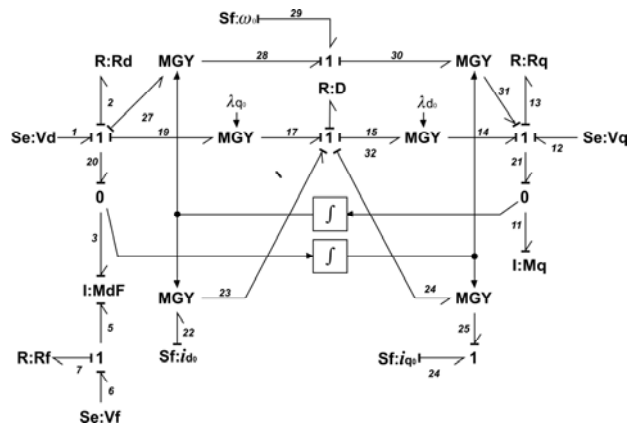 Sf:ω₀ 29
R:Rd MGY 28 1 30 MGY R:Rq
2 27 R:D 31 13
λq₀ λd₀
Se:Vd 1 1 19 MGY 17 1 15 MGY 14 1 12 Se:Vq
20 32 21
0 ∫ 0
3 ∫ 11
I:MdF I:Mq
MGY 23 24 MGY
5 22 25
R:Rf 7 1 Sf:id₀ Sf:iq₀ 24 1
6
Se:Vf